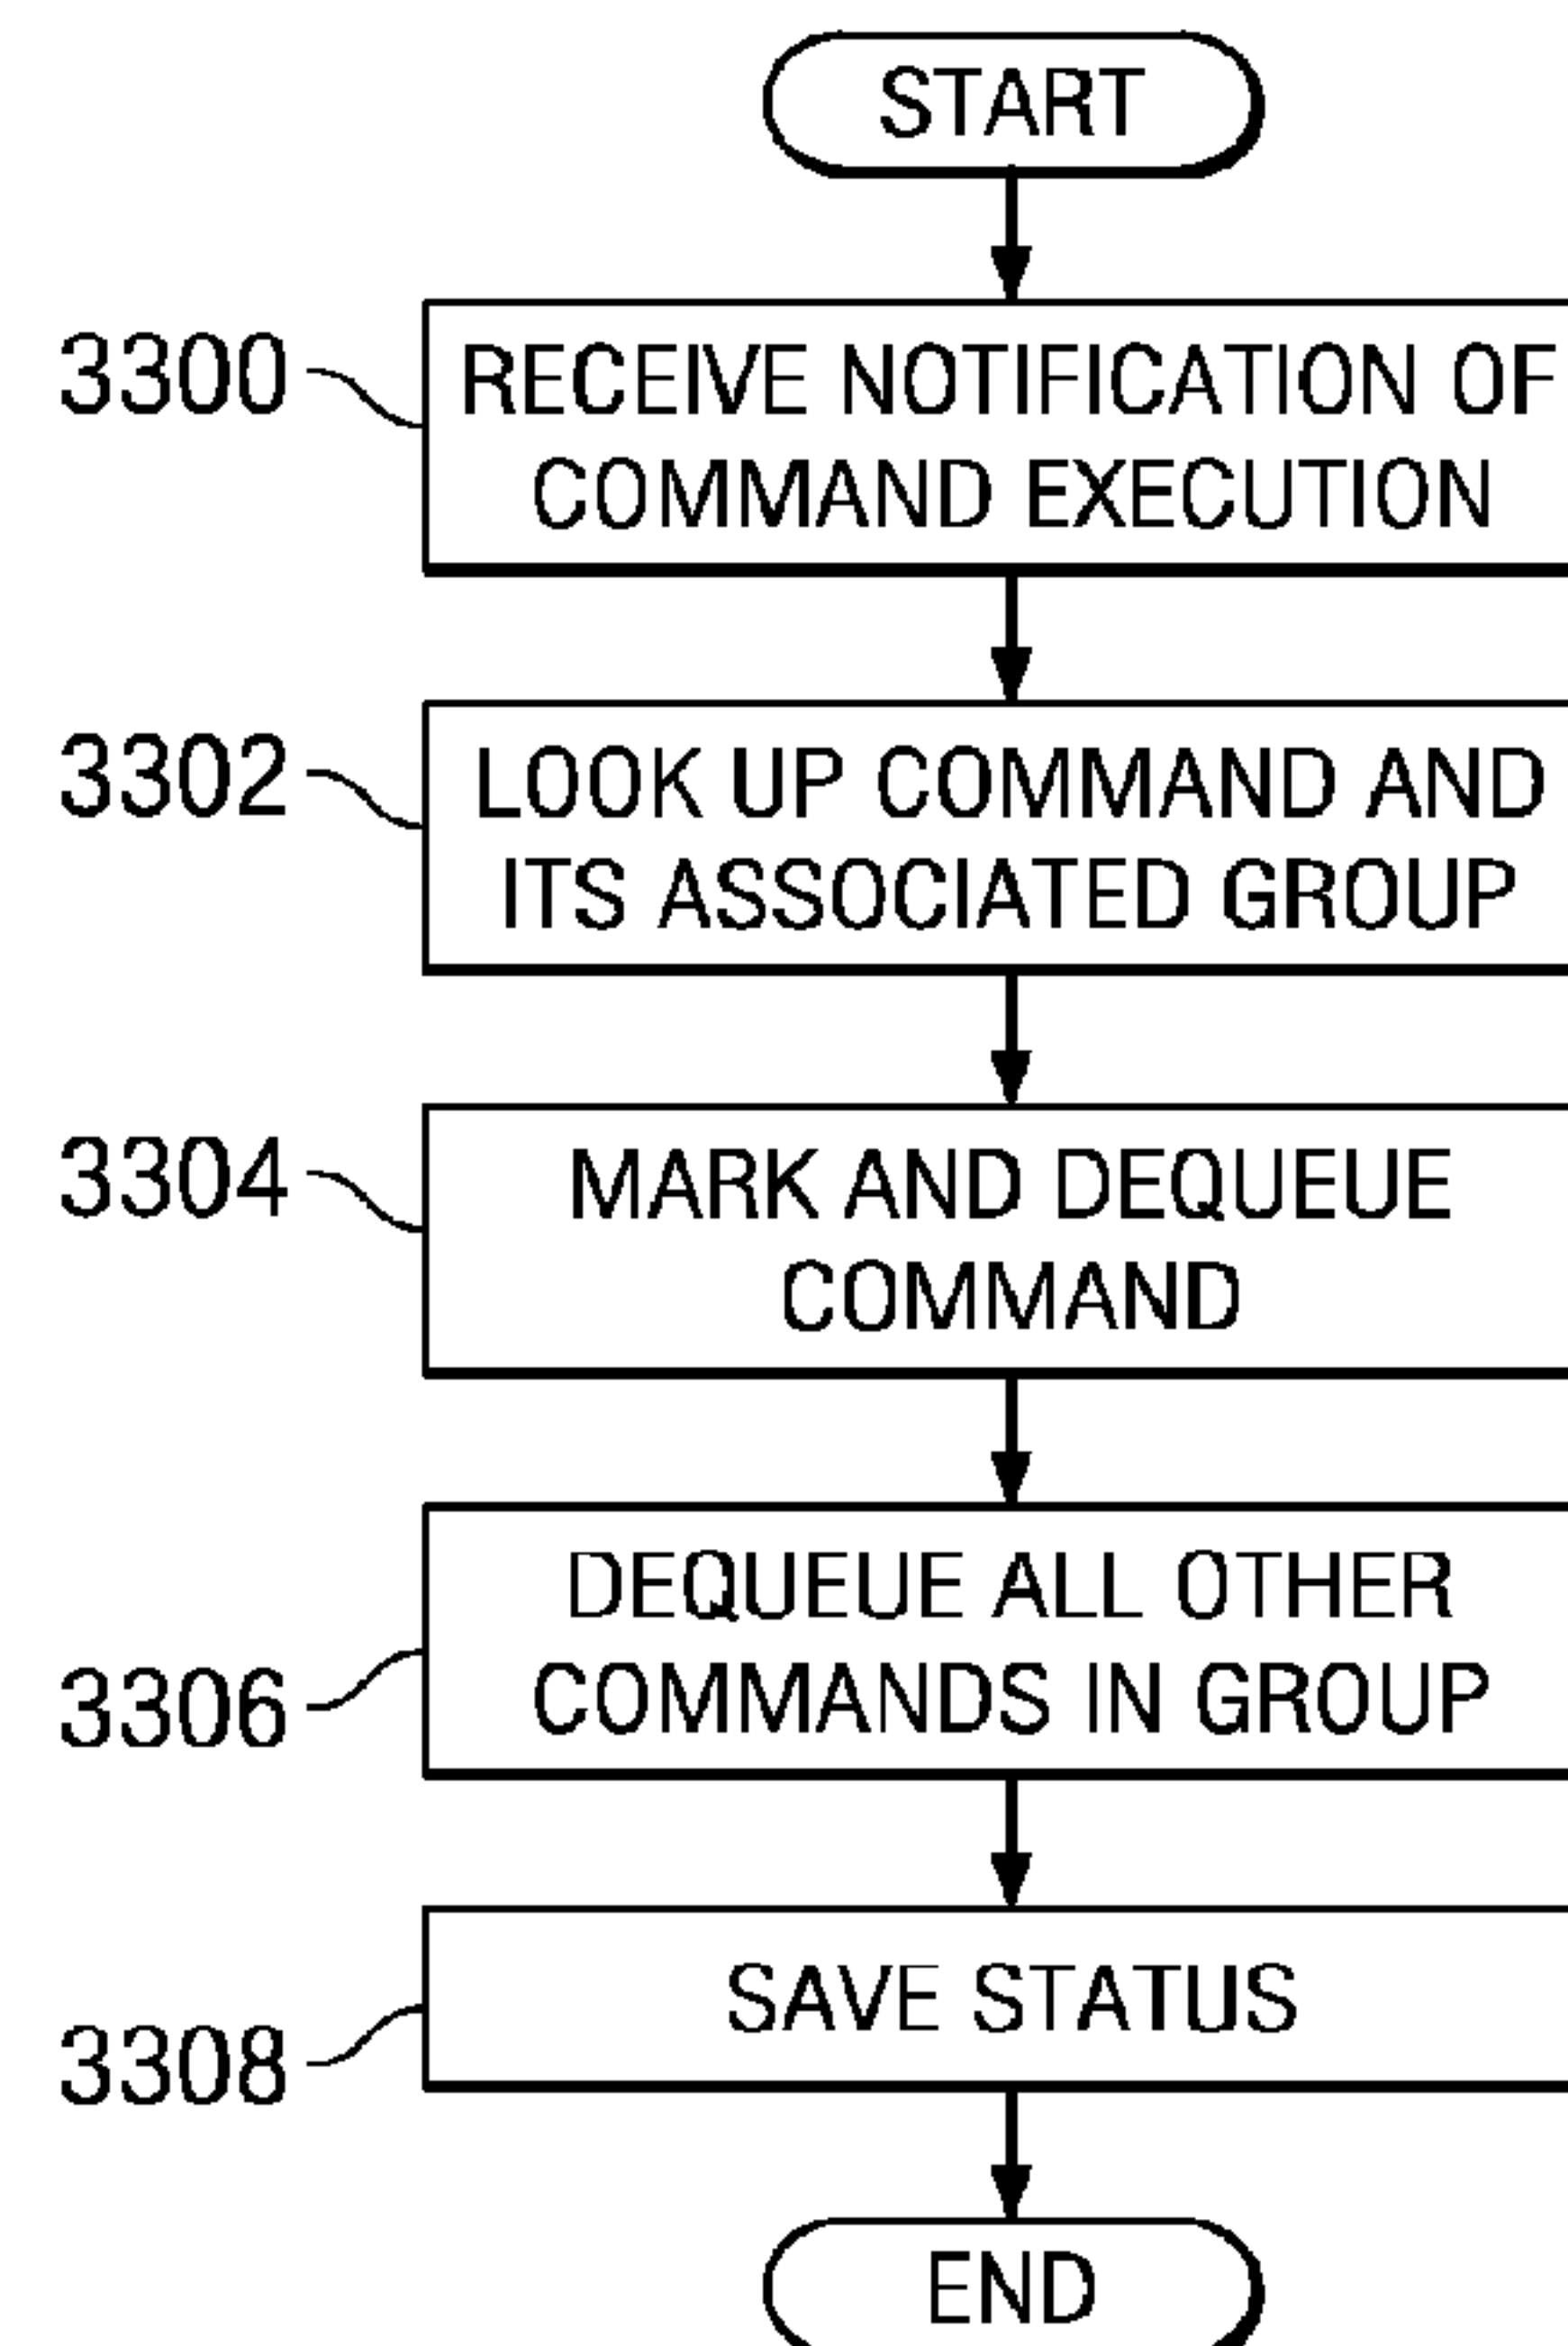 START
3300
RECEIVE NOTIFICATION OF
COMMAND EXECUTION
3302
LOOK UP COMMAND AND
ITS ASSOCIATED GROUP
3304
MARK AND DEQUEUE
COMMAND
DEQUEUE ALL OTHER
COMMANDS IN GROUP
3306
SAVE STATUS
3308
END